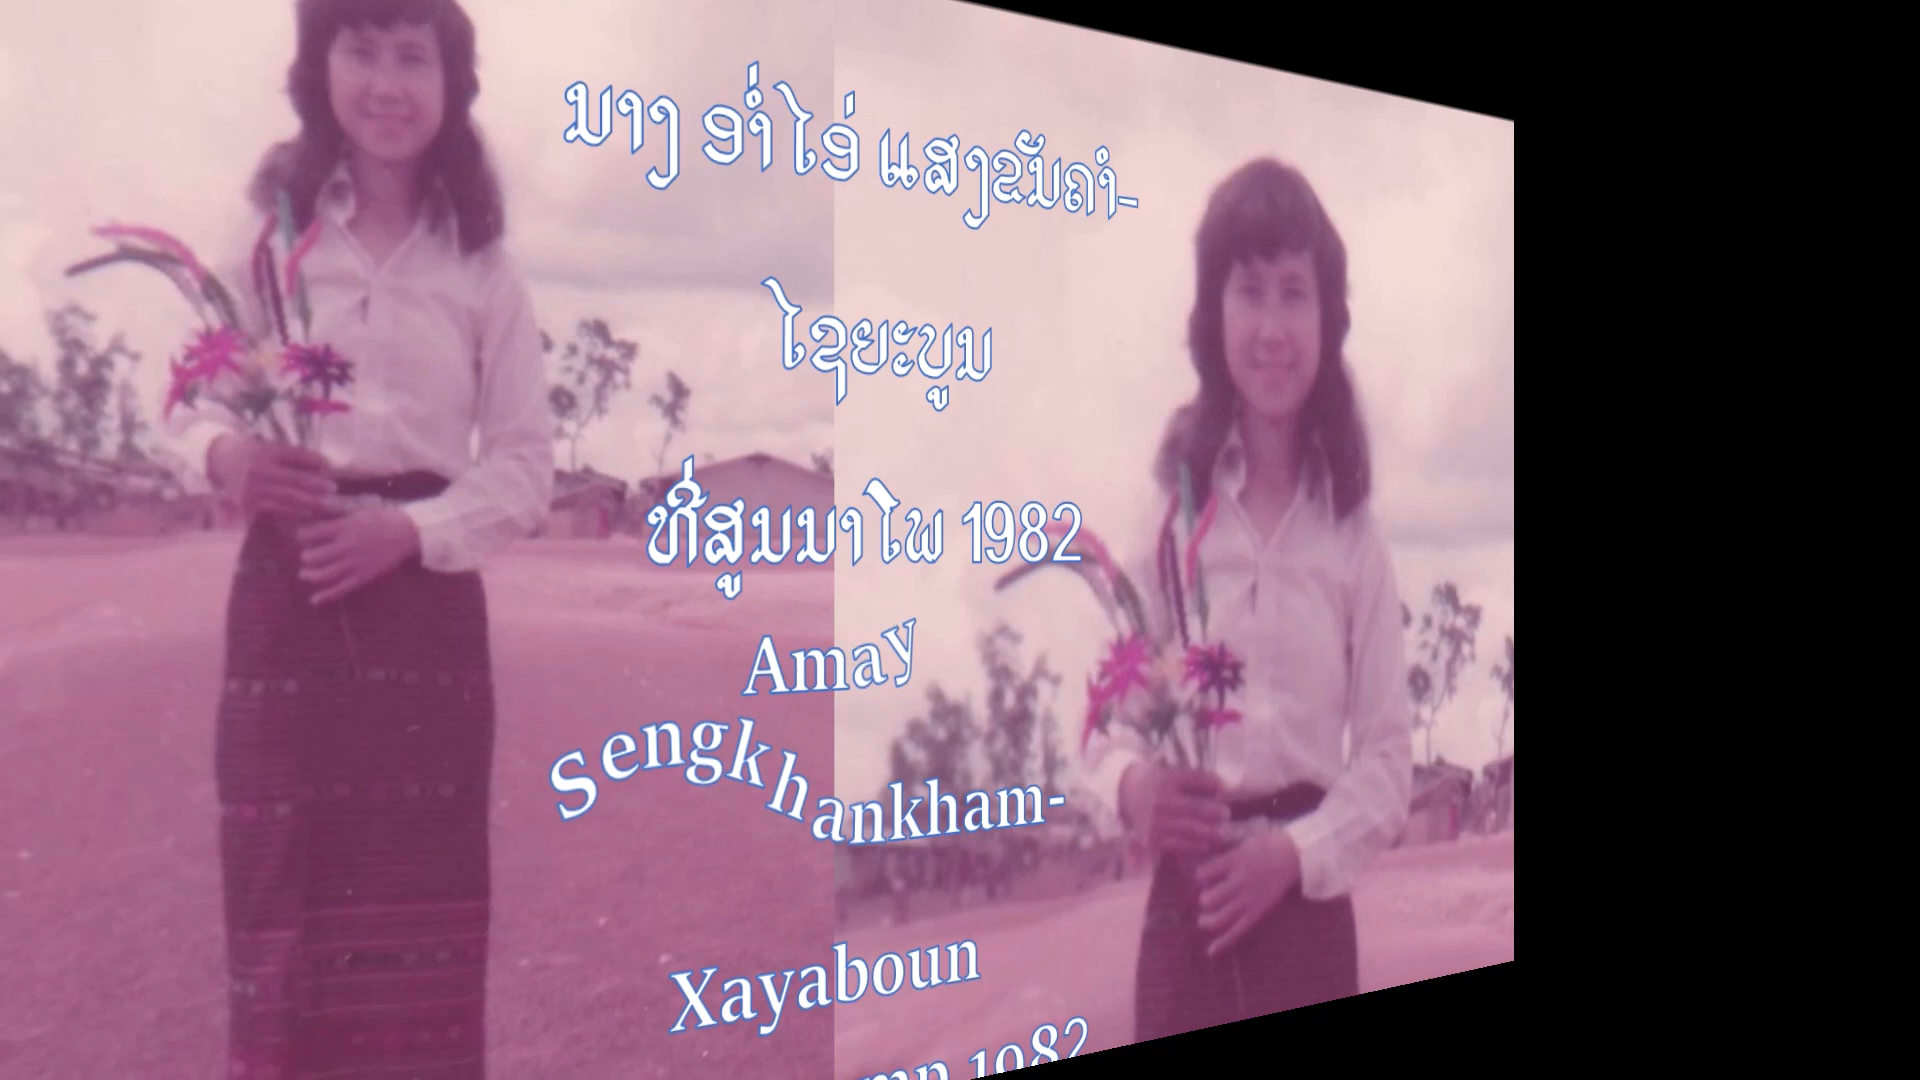 ນາງ ອຳໄອ່ ແສງຂັນຄຳ-
ໄຊຍະບູນ
ທີ່ສູນນາໂພ 1982
Amay
Sengkhankham-
Xayaboun
1982